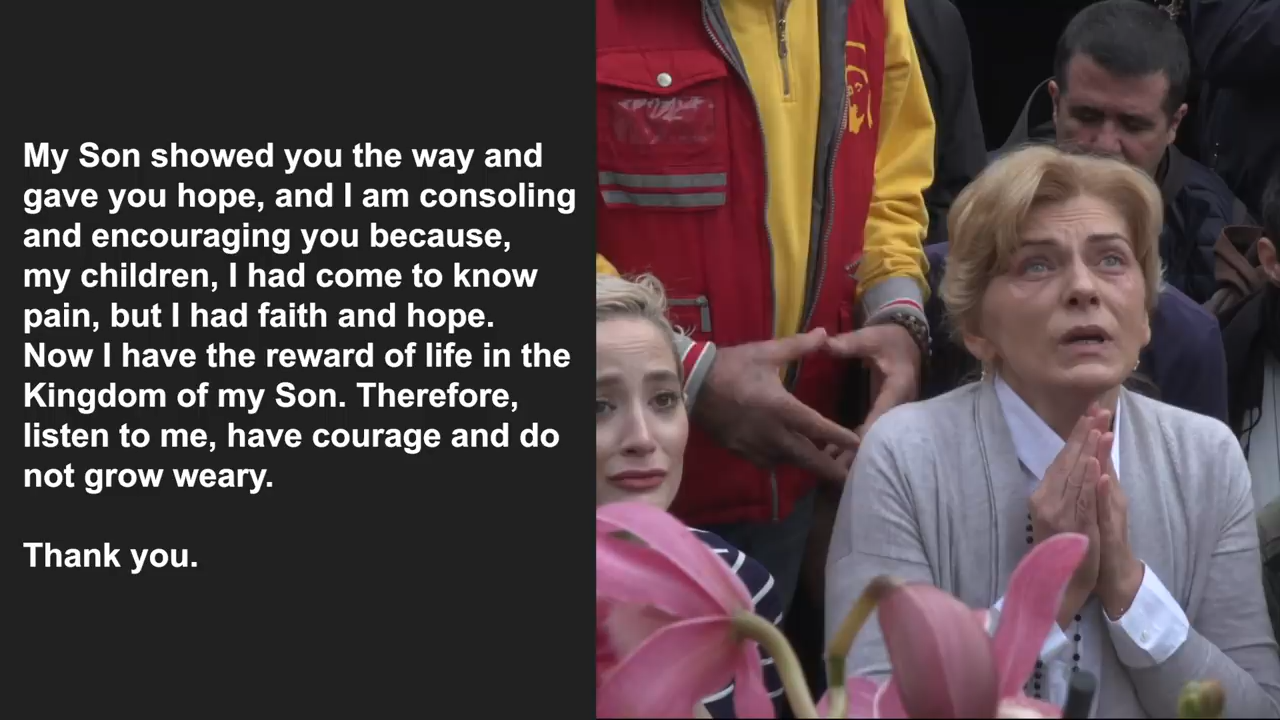 My Son showed you the way and
gave you hope, and I am consoling
and encouraging you because,
my children, I had come to know
pain, but I had faith and hope.
Now I have the reward of life in the
Kingdom of my Son. Therefore,
listen to me, have courage and do
not grow weary.
Thank you.